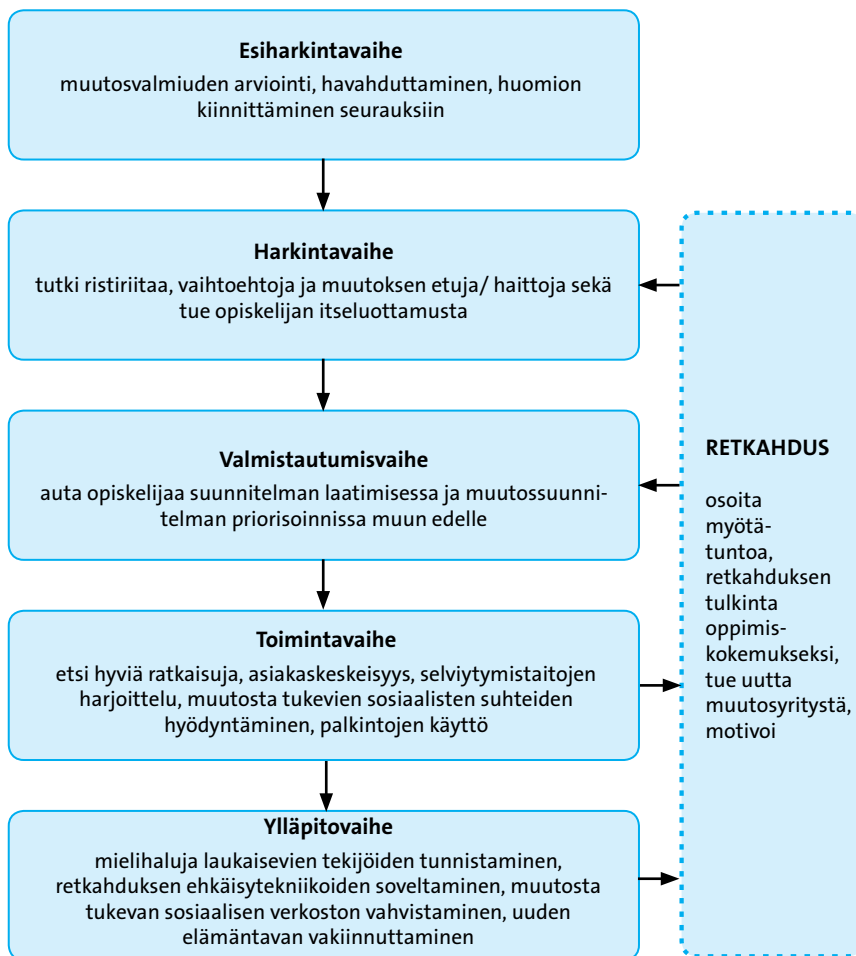 Esiharkintavaihe
muutosvalmiuden arviointi, havahduttaminen, huomion
kiinnittäminen seurauksiin
Harkintavaihe
tutki ristiriitaa, vaihtoehtoja ja muutoksen etuja/ haittoja sekä
tue opiskelijan itseluottamusta
Valmistautumisvaihe
auta opiskelijaa suunnitelman laatimisessa ja muutossuunni-
telman priorisoinnissa muun edelle
Toimintavaihe
etsi hyviä ratkaisuja, asiakaskeskeisyys, selviytymistaitojen
harjoittelu, muutosta tukevien sosiaalisten suhteiden
hyödyntäminen, palkintojen käyttö
Ylläpitovaihe
mielihaluja laukaisevien tekijöiden tunnistaminen,
retkahduksen ehkäisytekniikoiden soveltaminen, muutosta
tukevan sosiaalisen verkoston vahvistaminen, uuden
elämäntavan vakiinnuttaminen
RETKAHDUS
osoita
myötä-
tuntoa,
retkahduksen
tulkinta
oppimis-
kokemukseksi,
tue uutta
muutosyritystä,
motivoi